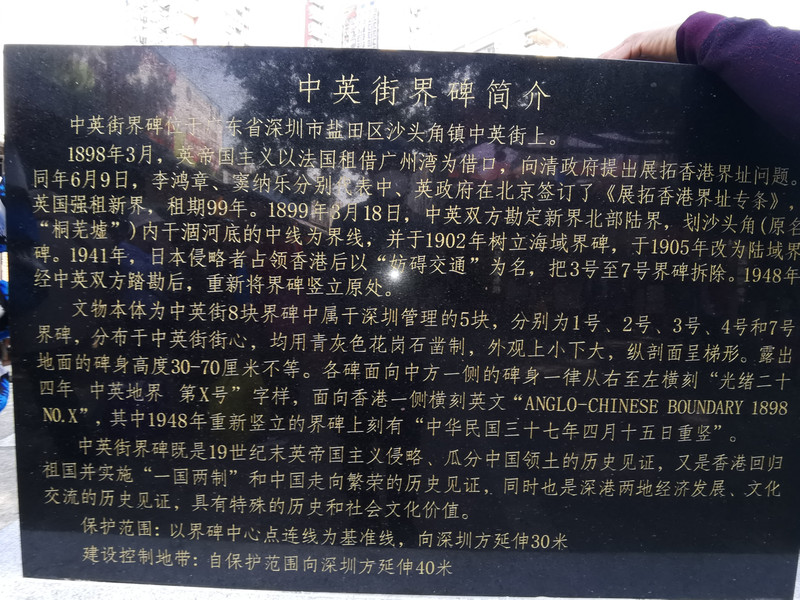 中英街界碑简介
中英街界碑位于广东省深圳市盐田区沙头角镇中英街上。
1898年3月，英帝国主义以法国租借广州湾为借口，向清政府提出展拓香港界址问题。
同年6月9日，李鸿章、窦纳乐分别代表中、英政府在北京签订了《展拓香港界址专条》，
英国强租新界，租期99年。1899年3月18日，中英双方勘定新界北部陆界，划沙头角(原名
“桐芜墟”)内干涸河底的中线为界线，并于1902年树立海域界碑，于1905年改为陆域界
碑。1941年，日本侵略者占领香港后以“妨碍交通”为名，把3号至7号界碑拆除。1948年
经中英双方踏勘后，重新将界碑竖立原处。
文物本体为中英街8块界碑中属于深圳管理的5块，分别为1号、2号、3号、4号和7号
界碑，分布于中英街街心，均用青灰色花岗石凿制，外观上小下大，纵剖面呈梯形。露出
地面的碑身高度30-70厘米不等。各碑面向中方一侧的碑身一律从右至左横刻“光绪二十
四年 中英地界 第X号”字样，面向香港一侧横刻英文“ANGLO-CHINESE BOUNDARY 1898
NO.X”，其中1948年重新竖立的界碑上刻有“中华民国三十七年四月十五日重竖”。
中英街界碑既是19世纪末英帝国主义侵略、瓜分中国领土的历史见证，又是香港回归
祖国并实施“一国两制”和中国走向繁荣的历史见证，同时也是深港两地经济发展、文化
交流的历史见证，具有特殊的历史和社会文化价值。
保护范围：以界碑中心点连线为基准线，向深圳方延伸30米
建设控制地带：自保护范围向深圳方延伸40米